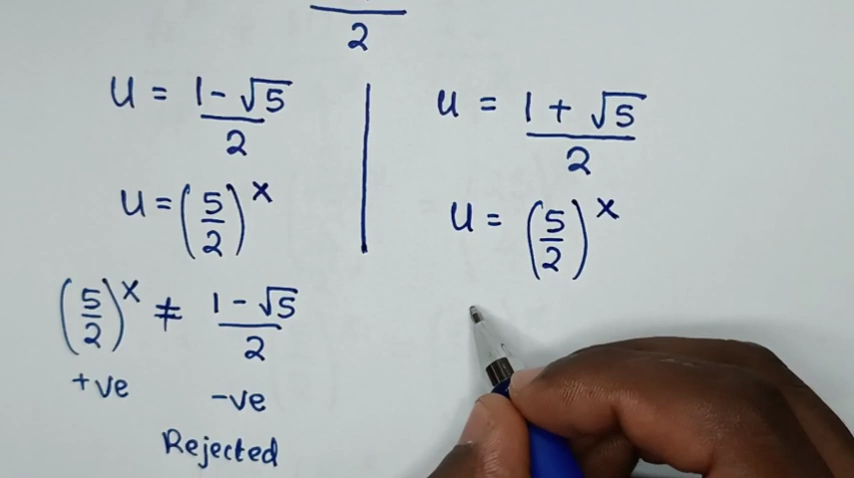 2
U = (1 - √5)/2
U = (5/2)^x
(5/2)^x ≠ (1 - √5)/2
+ve -ve
Rejected
U = (1 + √5)/2
U = (5/2)^x